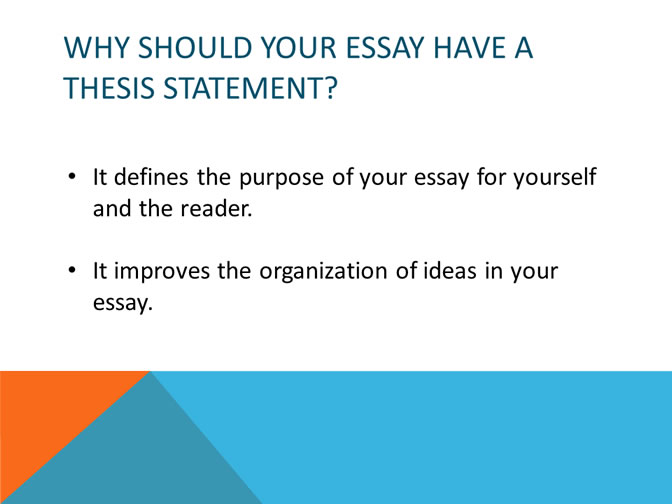 WHY SHOULD YOUR ESSAY HAVE A
THESIS STATEMENT?
• It defines the purpose of your essay for yourself
and the reader.
• It improves the organization of ideas in your
essay.